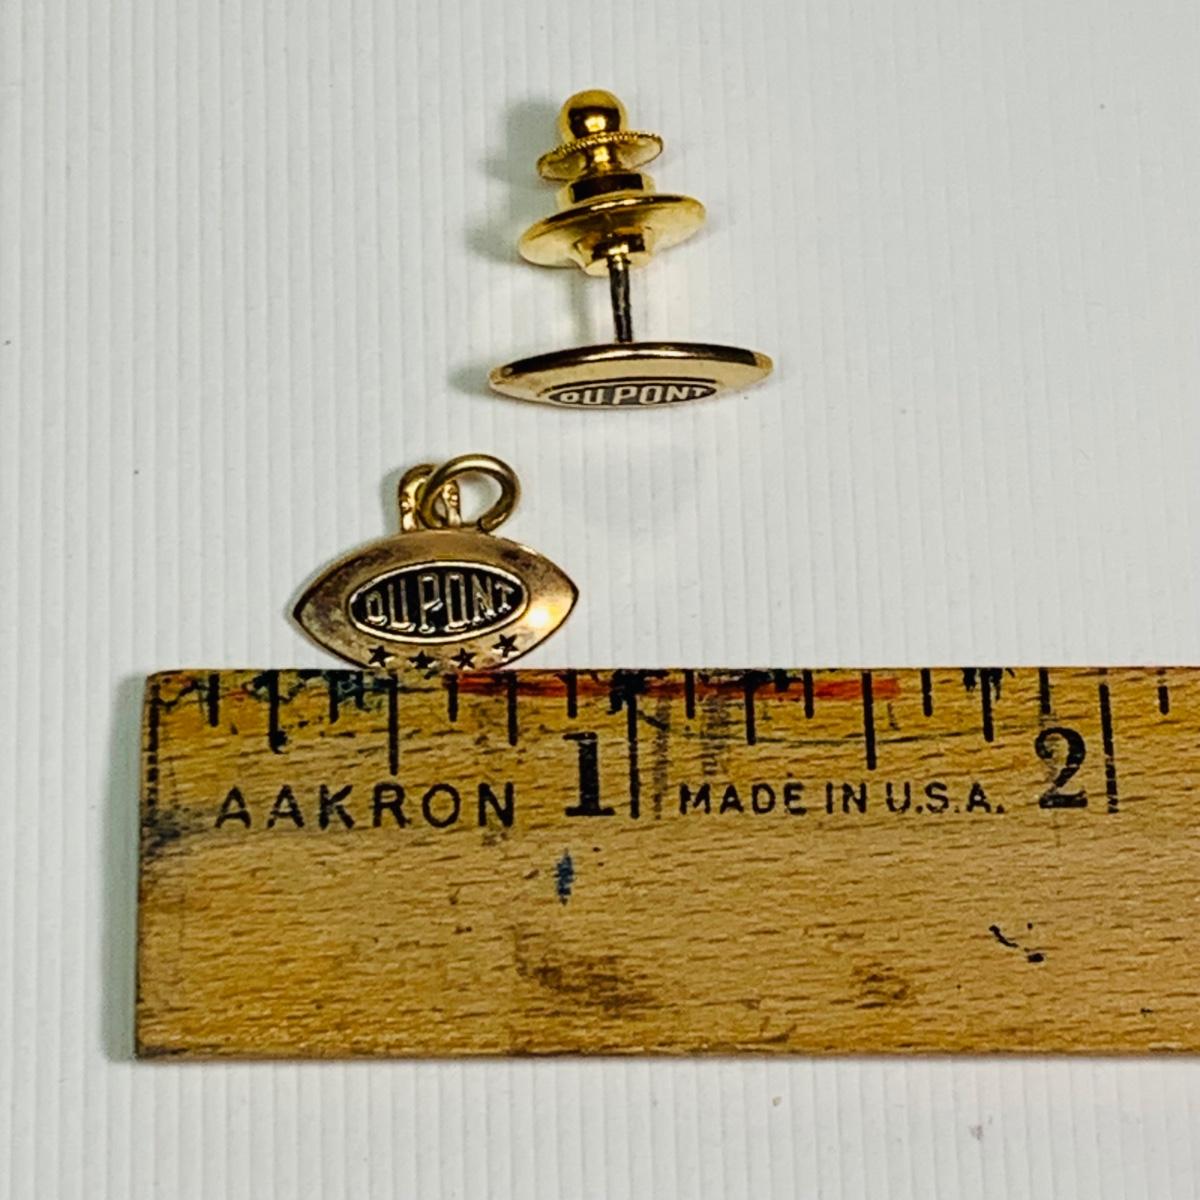 DU PONT
DU PONT
AAKRON 1 MADE IN U.S.A. 2